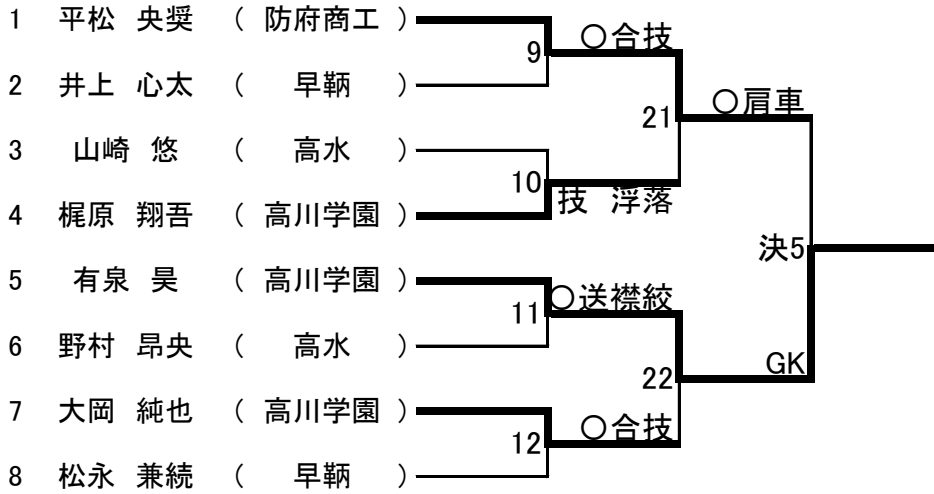 1 平松 央奨 ( 防府商工 )
9 〇合技
2 井上 心太 ( 早鞆 )
21 〇肩車
3 山崎 悠 ( 高水 )
10 技 浮落
4 梶原 翔吾 ( 高川学園 )
決5
5 有泉 昊 ( 高川学園 )
11 〇送襟絞
6 野村 昂央 ( 高水 )
22 GK
7 大岡 純也 ( 高川学園 )
12 〇合技
8 松永 兼続 ( 早鞆 )